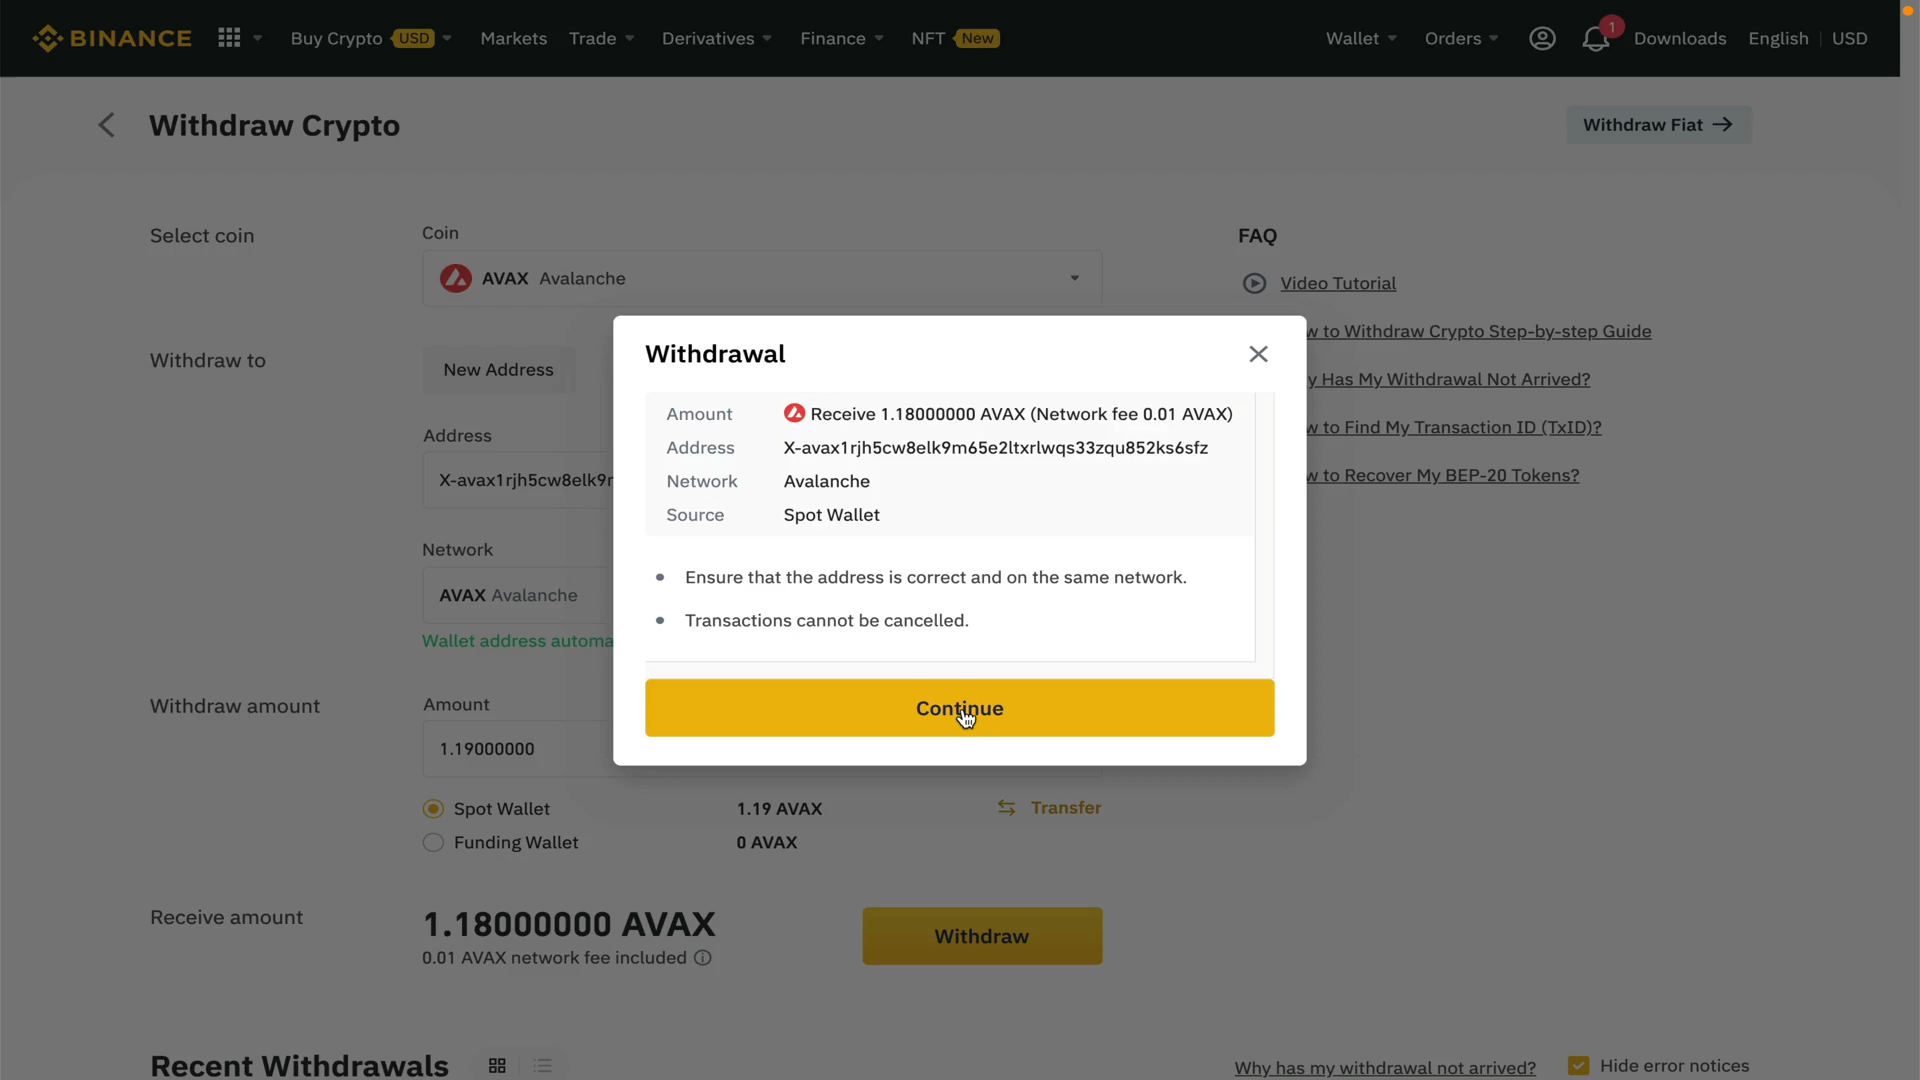 BINANCE
Buy Crypto USD
Markets
Trade
Derivatives
Finance
NFT New
Wallet
Orders
1
Downloads
English
USD
Withdraw Crypto
Withdraw Fiat
Select coin
Coin
AVAX Avalanche
FAQ
Video Tutorial
w to Withdraw Crypto Step-by-step Guide
y Has My Withdrawal Not Arrived?
w to Find My Transaction ID (TxID)?
w to Recover My BEP-20 Tokens?
Withdraw to
New Address
Address
X-avax1rjh5cw8elk9m
Network
AVAX Avalanche
Wallet address automa
Withdrawal
Amount Receive 1.18000000 AVAX (Network fee 0.01 AVAX)
Address X-avax1rjh5cw8elk9m65e2ltxrlwqs33zqu852ks6sfz
Network Avalanche
Source Spot Wallet
Ensure that the address is correct and on the same network.
Transactions cannot be cancelled.
Continue
Withdraw amount
Amount
1.19000000
Spot Wallet 1.19 AVAX Transfer
Funding Wallet 0 AVAX
Receive amount
1.18000000 AVAX
0.01 AVAX network fee included
Withdraw
Recent Withdrawals
Why has my withdrawal not arrived?
Hide error notices